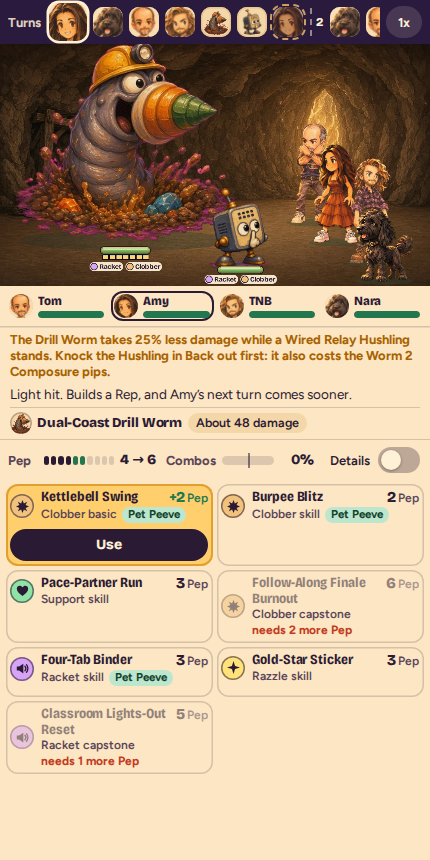 Turns
2
1x
Racket Clobber
Racket Clobber
Tom
Amy
TNB
Nara
The Drill Worm takes 25% less damage while a Wired Relay Hushling
stands. Knock the Hushling in Back out first: it also costs the Worm 2
Composure pips.
Light hit. Builds a Rep, and Amy's next turn comes sooner.
Dual-Coast Drill Worm About 48 damage
Pep 4 → 6 Combos 0% Details
Kettlebell Swing +2 Pep
Clobber basic Pet Peeve
Use
Burpee Blitz 2 Pep
Clobber skill Pet Peeve
Pace-Partner Run 3 Pep
Support skill
Follow-Along Finale 6 Pep
Burnout
Clobber capstone
needs 2 more Pep
Four-Tab Binder 3 Pep
Racket skill Pet Peeve
Gold-Star Sticker 3 Pep
Razzle skill
Classroom Lights-Out 5 Pep
Reset
Racket capstone
needs 1 more Pep